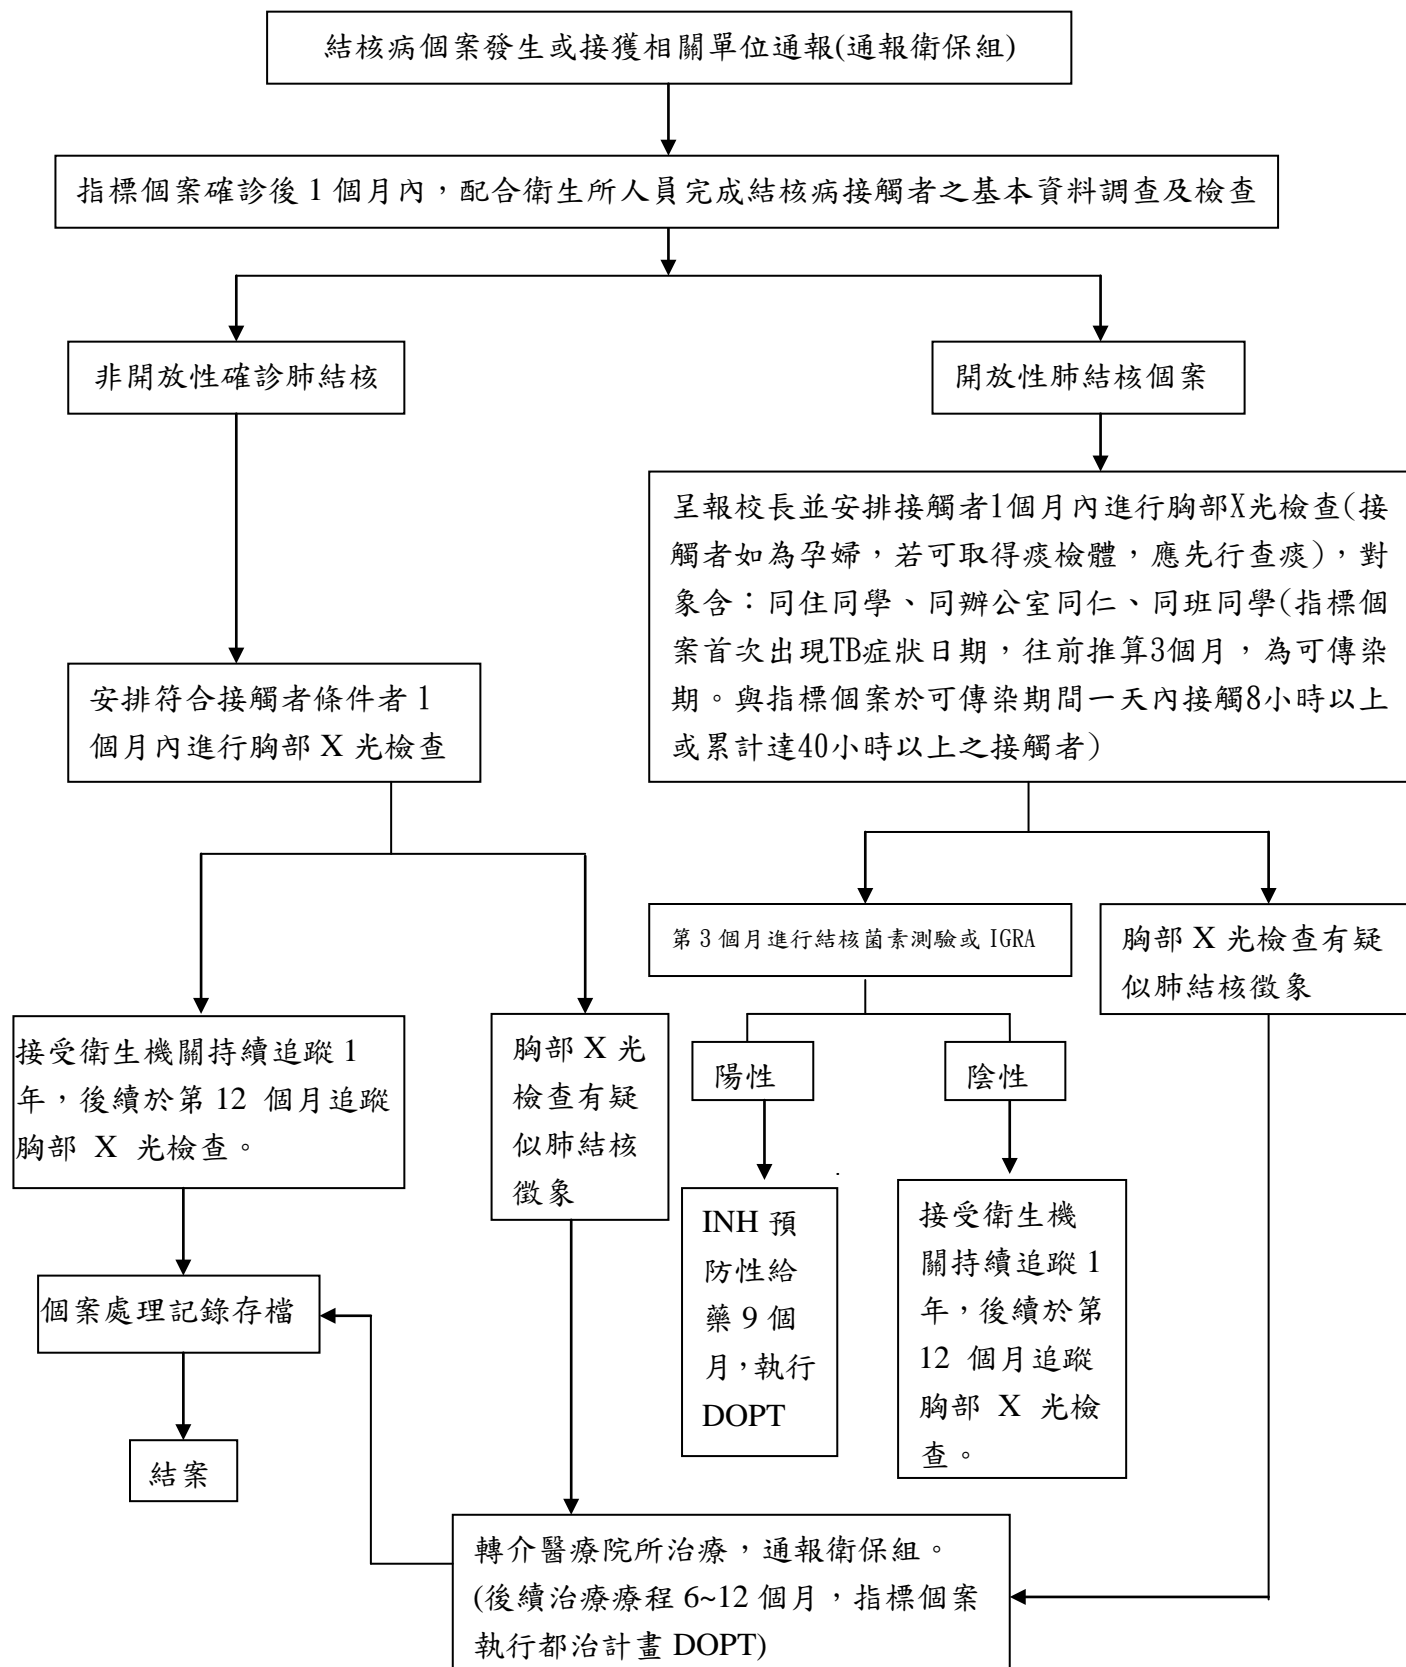 結核病個案發生或接獲相關單位通報(通報衛保組)
指標個案確診後 1 個月內，配合衛生所人員完成結核病接觸者之基本資料調查及檢查
非開放性確診肺結核
開放性肺結核個案
呈報校長並安排接觸者1個月內進行胸部X光檢查(接
觸者如為孕婦，若可取得痰檢體，應先行查痰)，對
象含：同住同學、同辦公室同仁、同班同學(指標個
案首次出現TB症狀日期，往前推算3個月，為可傳染
期。與指標個案於可傳染期間一天內接觸8小時以上
或累計達40小時以上之接觸者)
安排符合接觸者條件者 1
個月內進行胸部 X 光檢查
第 3 個月進行結核菌素測驗或 IGRA
胸部 X 光檢查有疑
似肺結核徵象
接受衛生機關持續追蹤 1
年，後續於第 12 個月追蹤
胸部 X 光檢查。
胸部 X 光
檢查有疑
似肺結核
徵象
陽性
陰性
INH 預
防性給
藥 9 個
月，執行
DOPT
接受衛生機
關持續追蹤 1
年，後續於第
12 個月追蹤
胸部 X 光檢
查。
個案處理記錄存檔
結案
轉介醫療院所治療，通報衛保組。
(後續治療療程 6~12 個月，指標個案
執行都治計畫 DOPT)